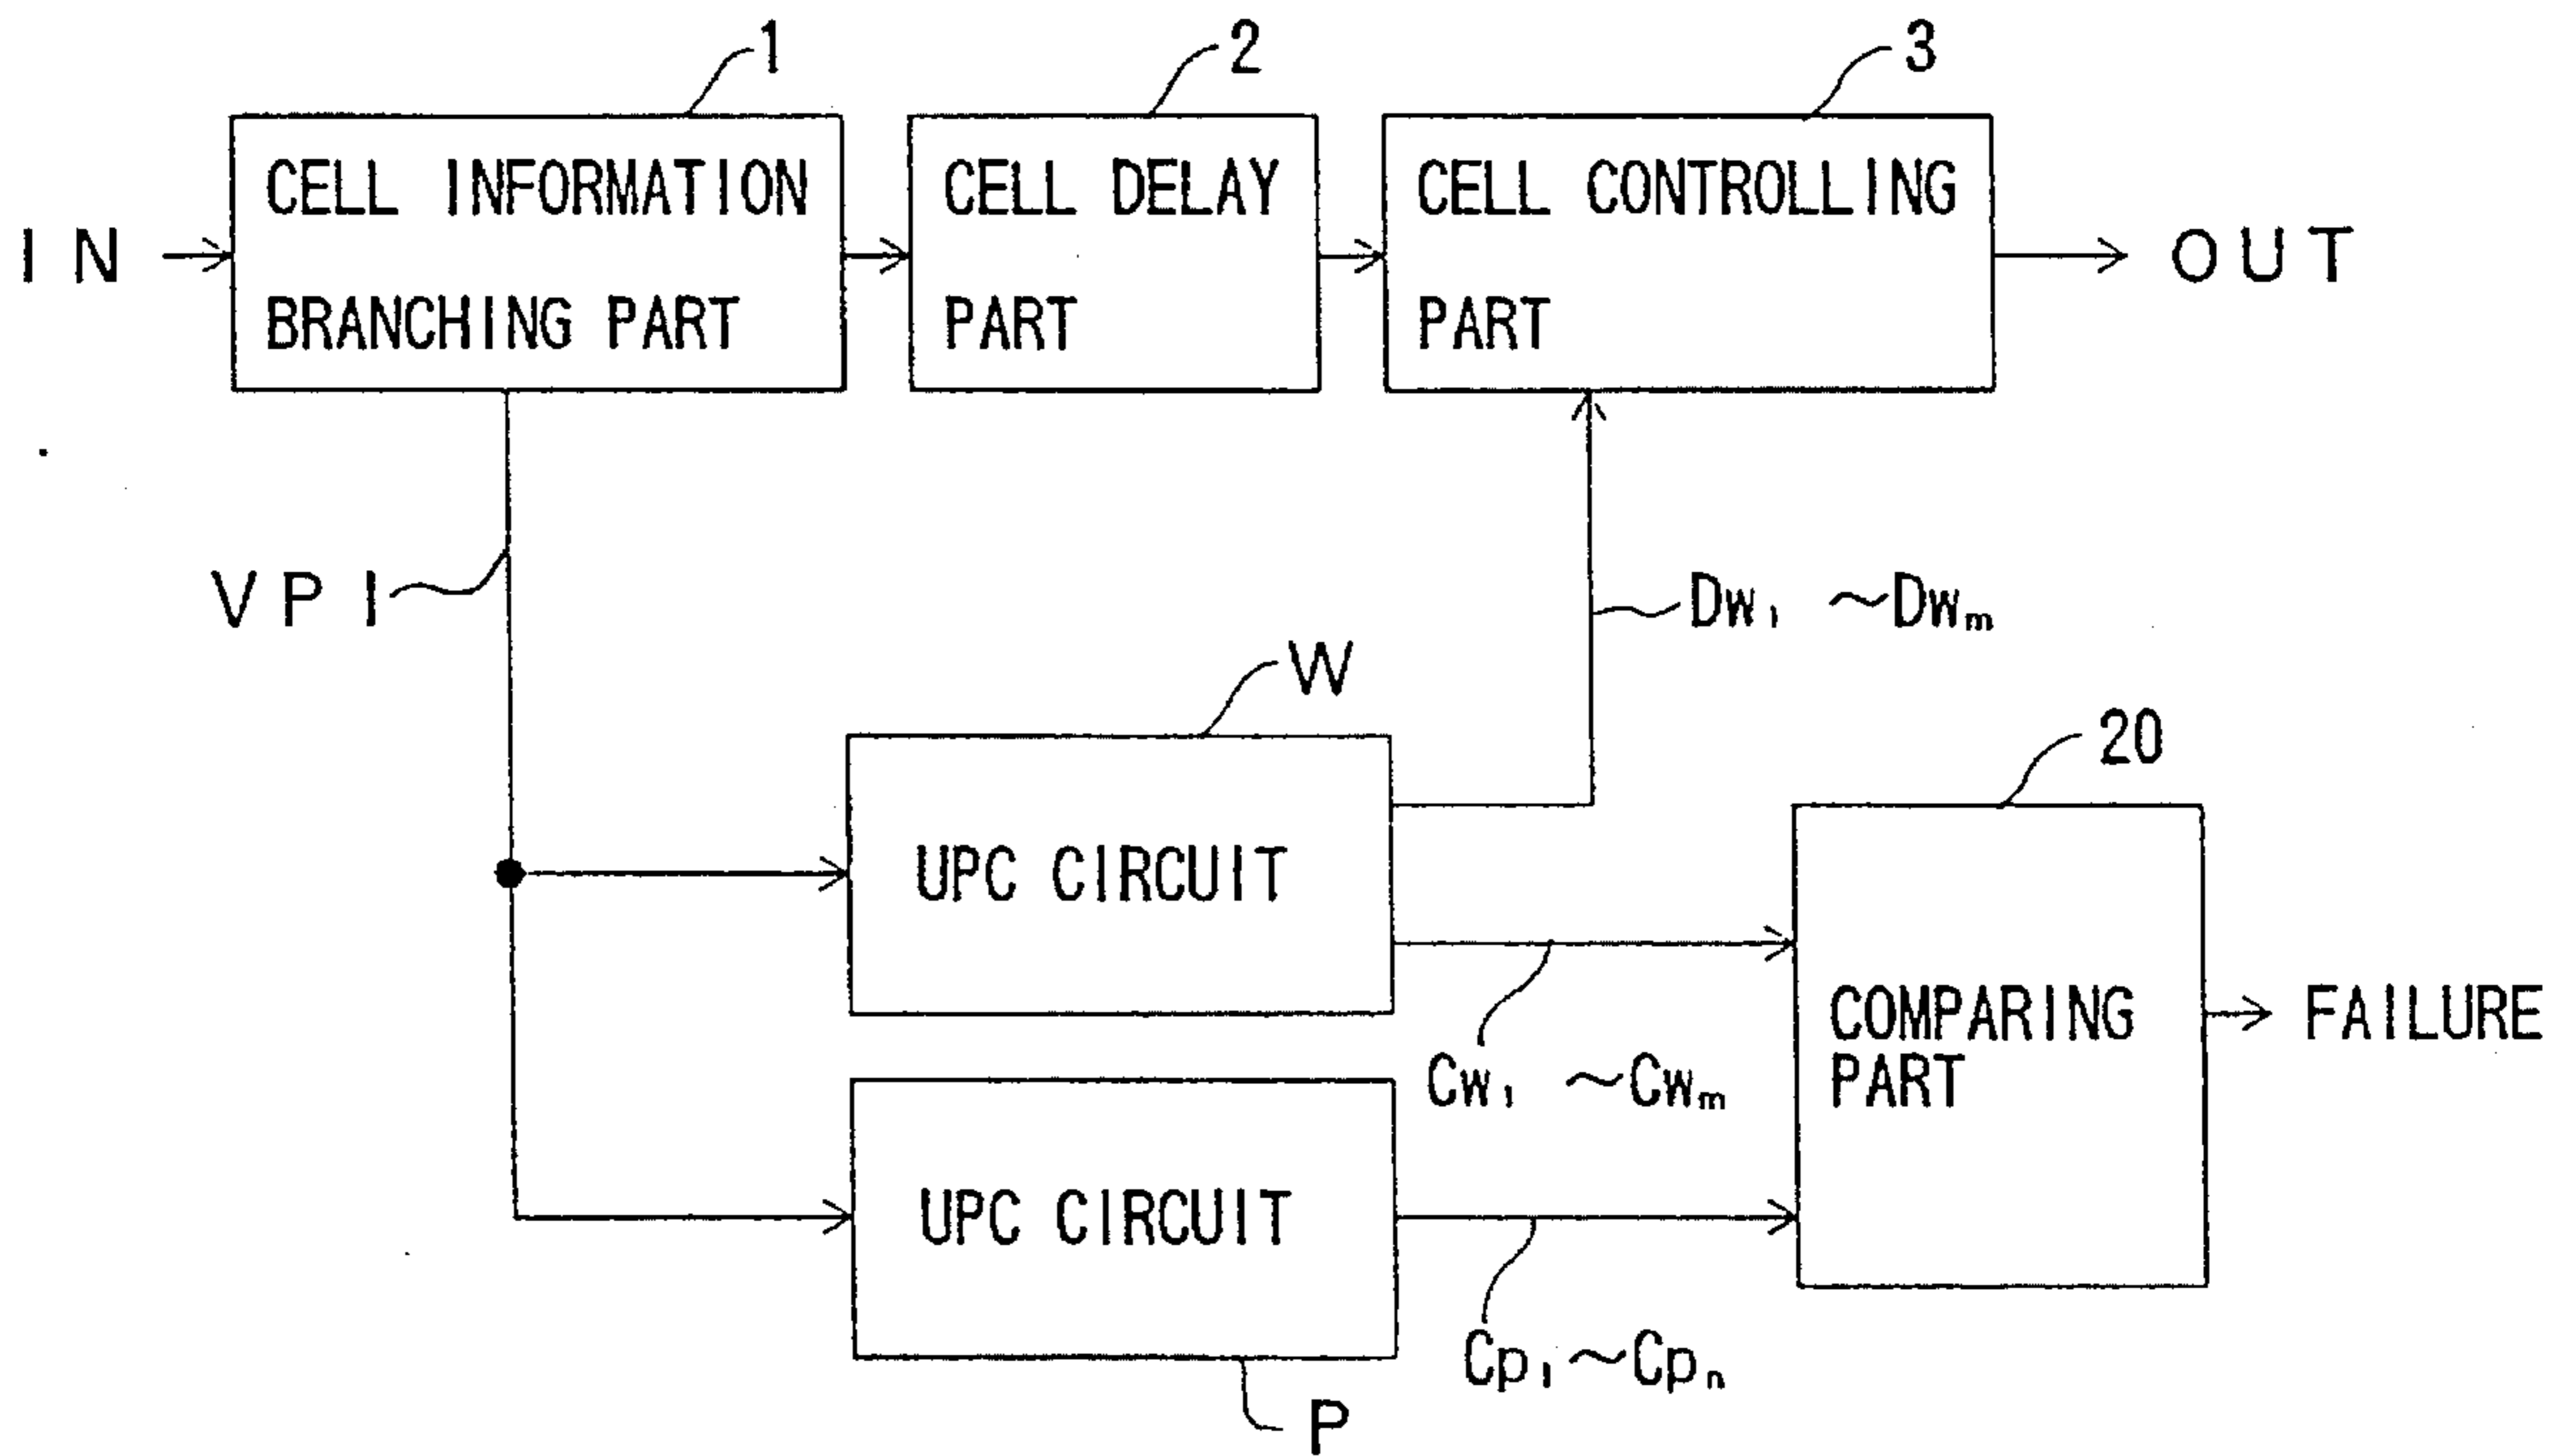 1
2
3
CELL INFORMATION
BRANCHING PART
CELL DELAY
PART
CELL CONTROLLING
PART
IN
OUT
VPI
Dw₁ ~Dwₘ
W
20
UPC CIRCUIT
COMPARING
PART
FAILURE
Cw₁ ~Cwₘ
UPC CIRCUIT
Cp₁~Cpₙ
P